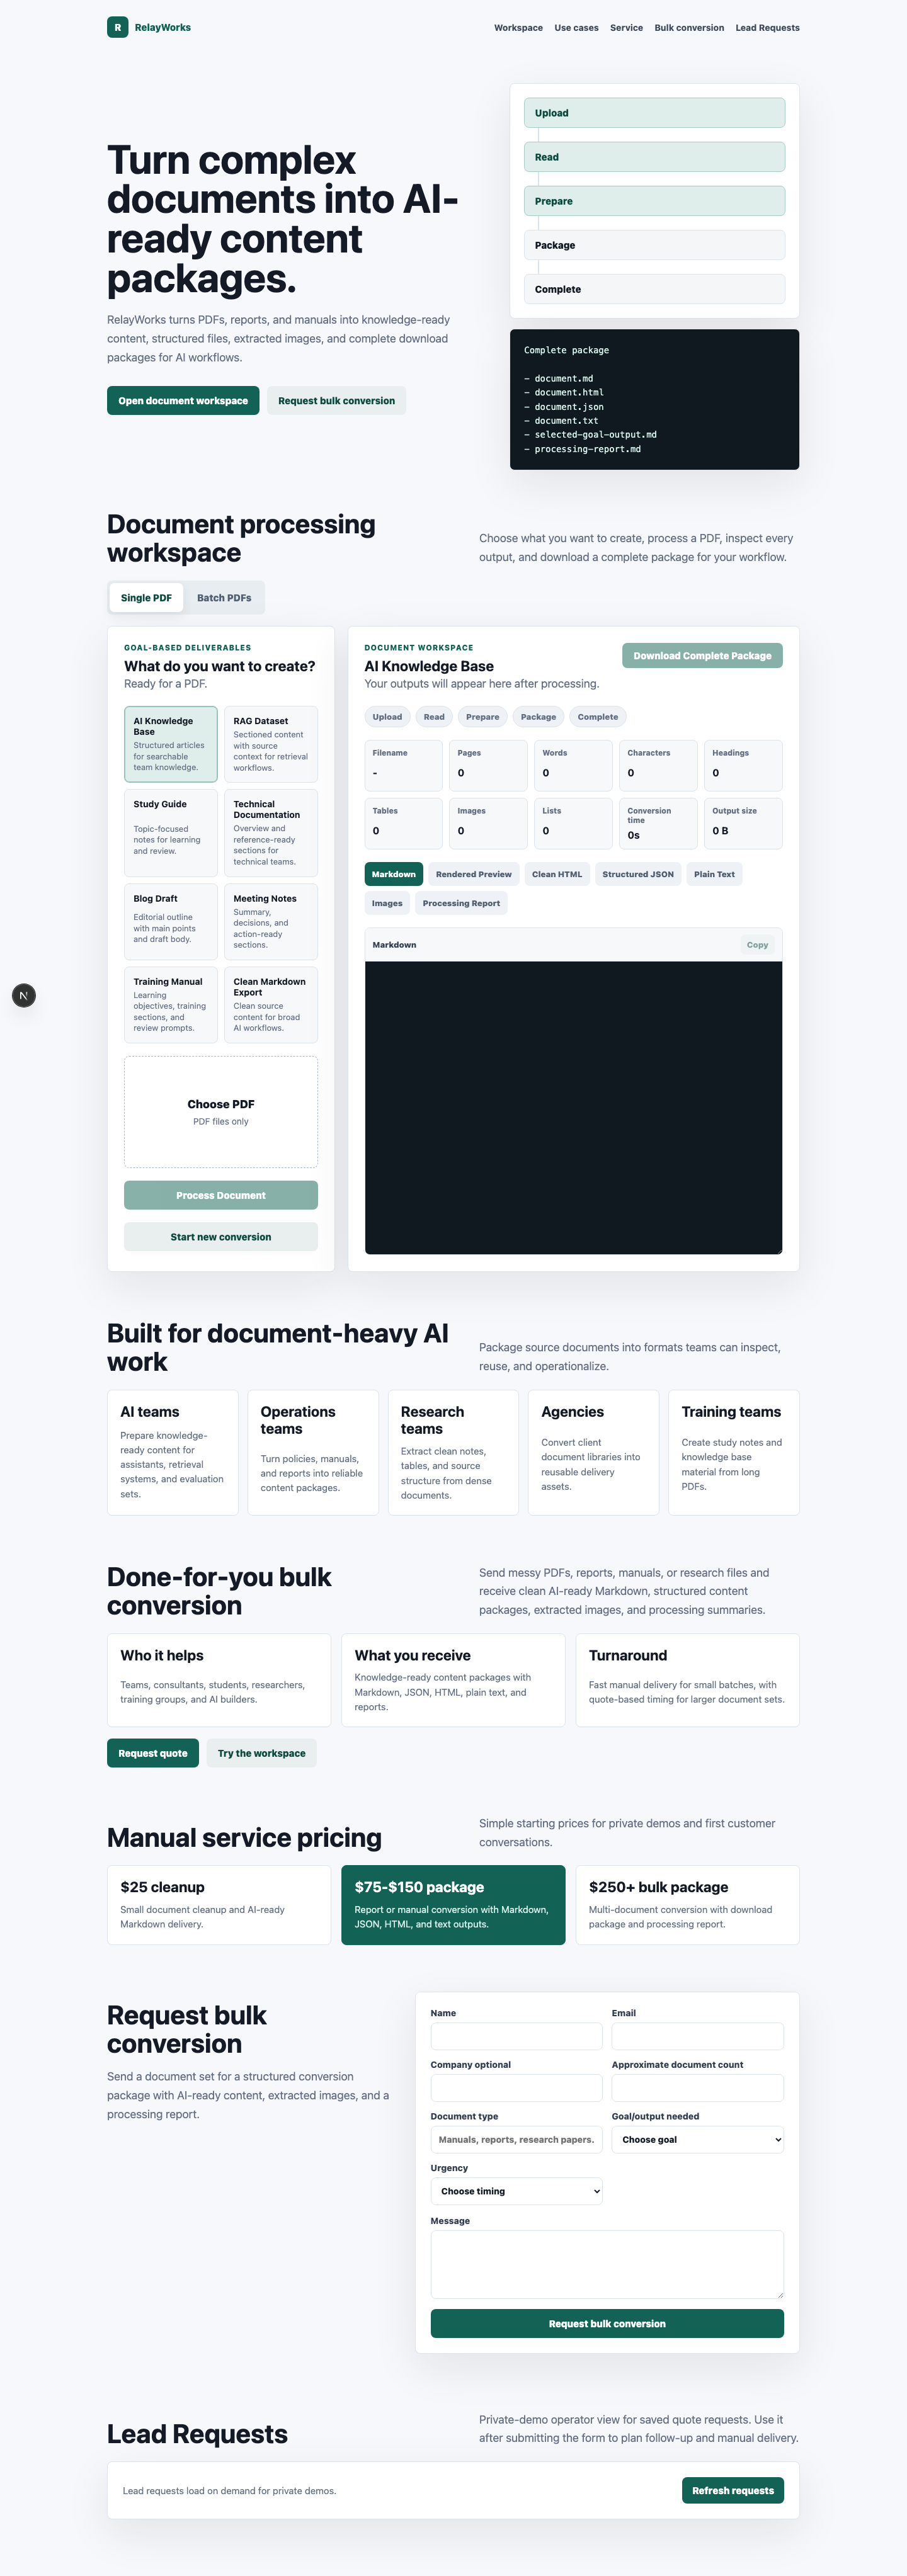 R RelayWorks
Workspace Use cases Service Bulk conversion Lead Requests
Turn complex
documents into AI-
ready content
packages.
RelayWorks turns PDFs, reports, and manuals into knowledge-ready
content, structured files, extracted images, and complete download
packages for AI workflows.
Open document workspace Request bulk conversion
Upload
Read
Prepare
Package
Complete
Complete package
- document.md
- document.html
- document.json
- document.txt
- selected-goal-output.md
- processing-report.md
Document processing
workspace
Choose what you want to create, process a PDF, inspect every
output, and download a complete package for your workflow.
Single PDF Batch PDFs
GOAL-BASED DELIVERABLES
What do you want to create?
Ready for a PDF.
AI Knowledge
Base
Structured articles
for searchable
team knowledge.
RAG Dataset
Sectioned content
with source
context for retrieval
workflows.
Study Guide
Topic-focused
notes for learning
and review.
Technical
Documentation
Overview and
reference-ready
sections for
technical teams.
Blog Draft
Editorial outline
with main points
and draft body.
Meeting Notes
Summary,
decisions, and
action-ready
sections.
Training Manual
Learning
objectives, training
sections, and
review prompts.
Clean Markdown
Export
Clean source
content for broad
AI workflows.
Choose PDF
PDF files only
Process Document
Start new conversion
DOCUMENT WORKSPACE
AI Knowledge Base
Your outputs will appear here after processing.
Download Complete Package
Upload Read Prepare Package Complete
Filename
-
Pages
0
Words
0
Characters
0
Headings
0
Tables
0
Images
0
Lists
0
Conversion
time
0s
Output size
0 B
Markdown Rendered Preview Clean HTML Structured JSON Plain Text
Images Processing Report
Markdown Copy
N
Built for document-heavy AI
work
Package source documents into formats teams can inspect,
reuse, and operationalize.
AI teams
Prepare knowledge-
ready content for
assistants, retrieval
systems, and evaluation
sets.
Operations
teams
Turn policies, manuals,
and reports into reliable
content packages.
Research
teams
Extract clean notes,
tables, and source
structure from dense
documents.
Agencies
Convert client
document libraries into
reusable delivery
assets.
Training teams
Create study notes and
knowledge base
material from long
PDFs.
Done-for-you bulk
conversion
Send messy PDFs, reports, manuals, or research files and
receive clean AI-ready Markdown, structured content
packages, extracted images, and processing summaries.
Who it helps
Teams, consultants, students, researchers,
training groups, and AI builders.
What you receive
Knowledge-ready content packages with
Markdown, JSON, HTML, plain text, and
reports.
Turnaround
Fast manual delivery for small batches, with
quote-based timing for larger document sets.
Request quote Try the workspace
Manual service pricing
Simple starting prices for private demos and first customer
conversations.
$25 cleanup
Small document cleanup and AI-ready
Markdown delivery.
$75-$150 package
Report or manual conversion with Markdown,
JSON, HTML, and text outputs.
$250+ bulk package
Multi-document conversion with download
package and processing report.
Request bulk
conversion
Send a document set for a structured conversion
package with AI-ready content, extracted images, and a
processing report.
Name
Email
Company optional
Approximate document count
Document type
Manuals, reports, research papers.
Goal/output needed
Choose goal
Urgency
Choose timing
Message
Request bulk conversion
Lead Requests
Private-demo operator view for saved quote requests. Use it
after submitting the form to plan follow-up and manual delivery.
Lead requests load on demand for private demos.
Refresh requests